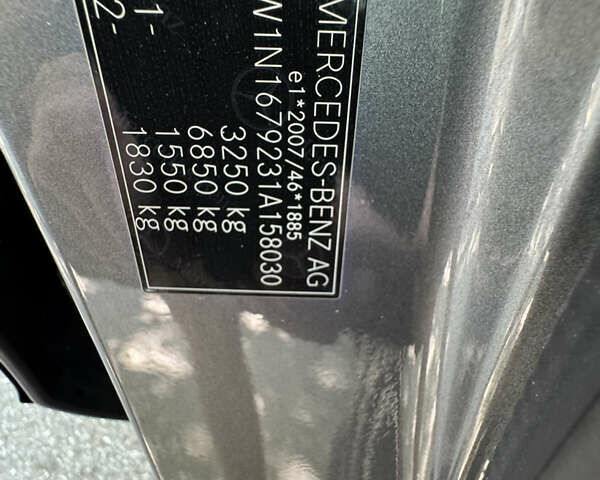 MERCEDES-BENZ AG
e1*2007/46*1885
W1N1679231A158030
3250 kg
6850 kg
1- 1550 kg
2- 1830 kg